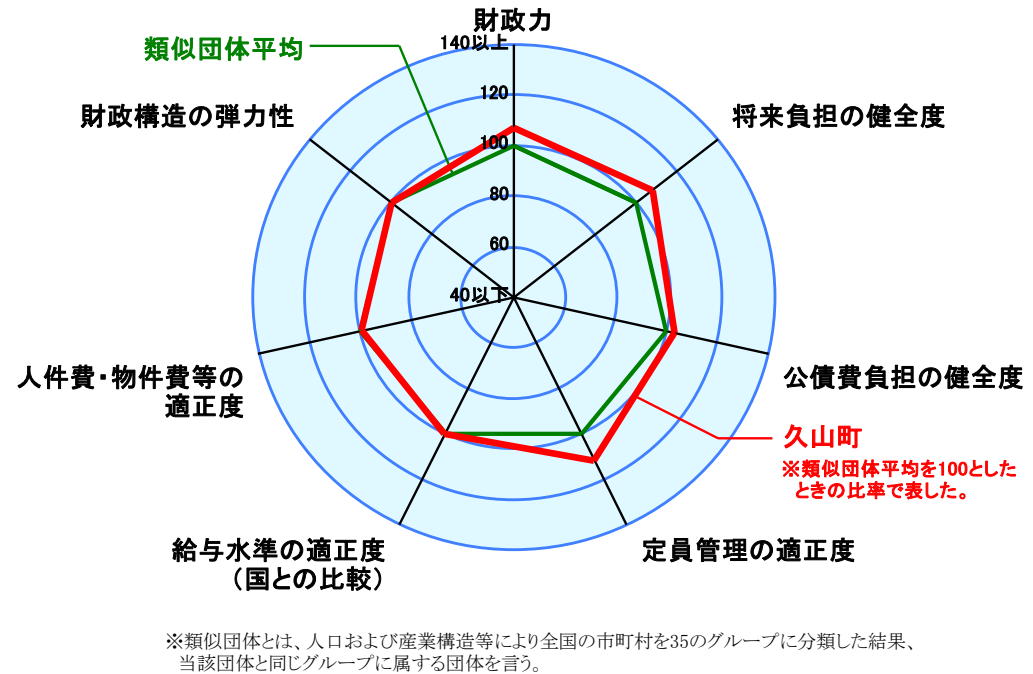 財政力
140以上
類似団体平均
120
財政構造の弾力性
将来負担の健全度
100
80
60
40以下
人件費・物件費等の
適正度
公債費負担の健全度
久山町
※類似団体平均を100とした
ときの比率で表した。
給与水準の適正度
（国との比較）
定員管理の適正度
※類似団体とは、人口および産業構造等により全国の市町村を35のグループに分類した結果、
当該団体と同じグループに属する団体を言う。